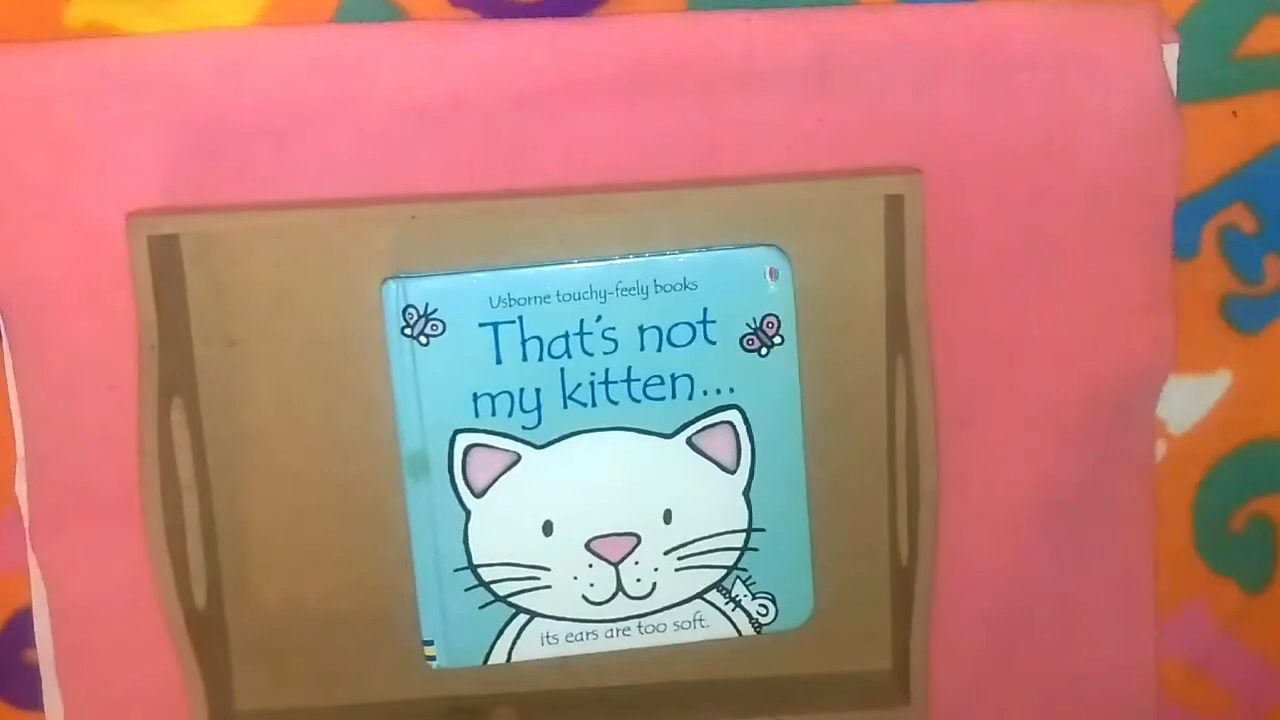 Usborne touchy-feely books
That's not
my kitten...
its ears are too soft.